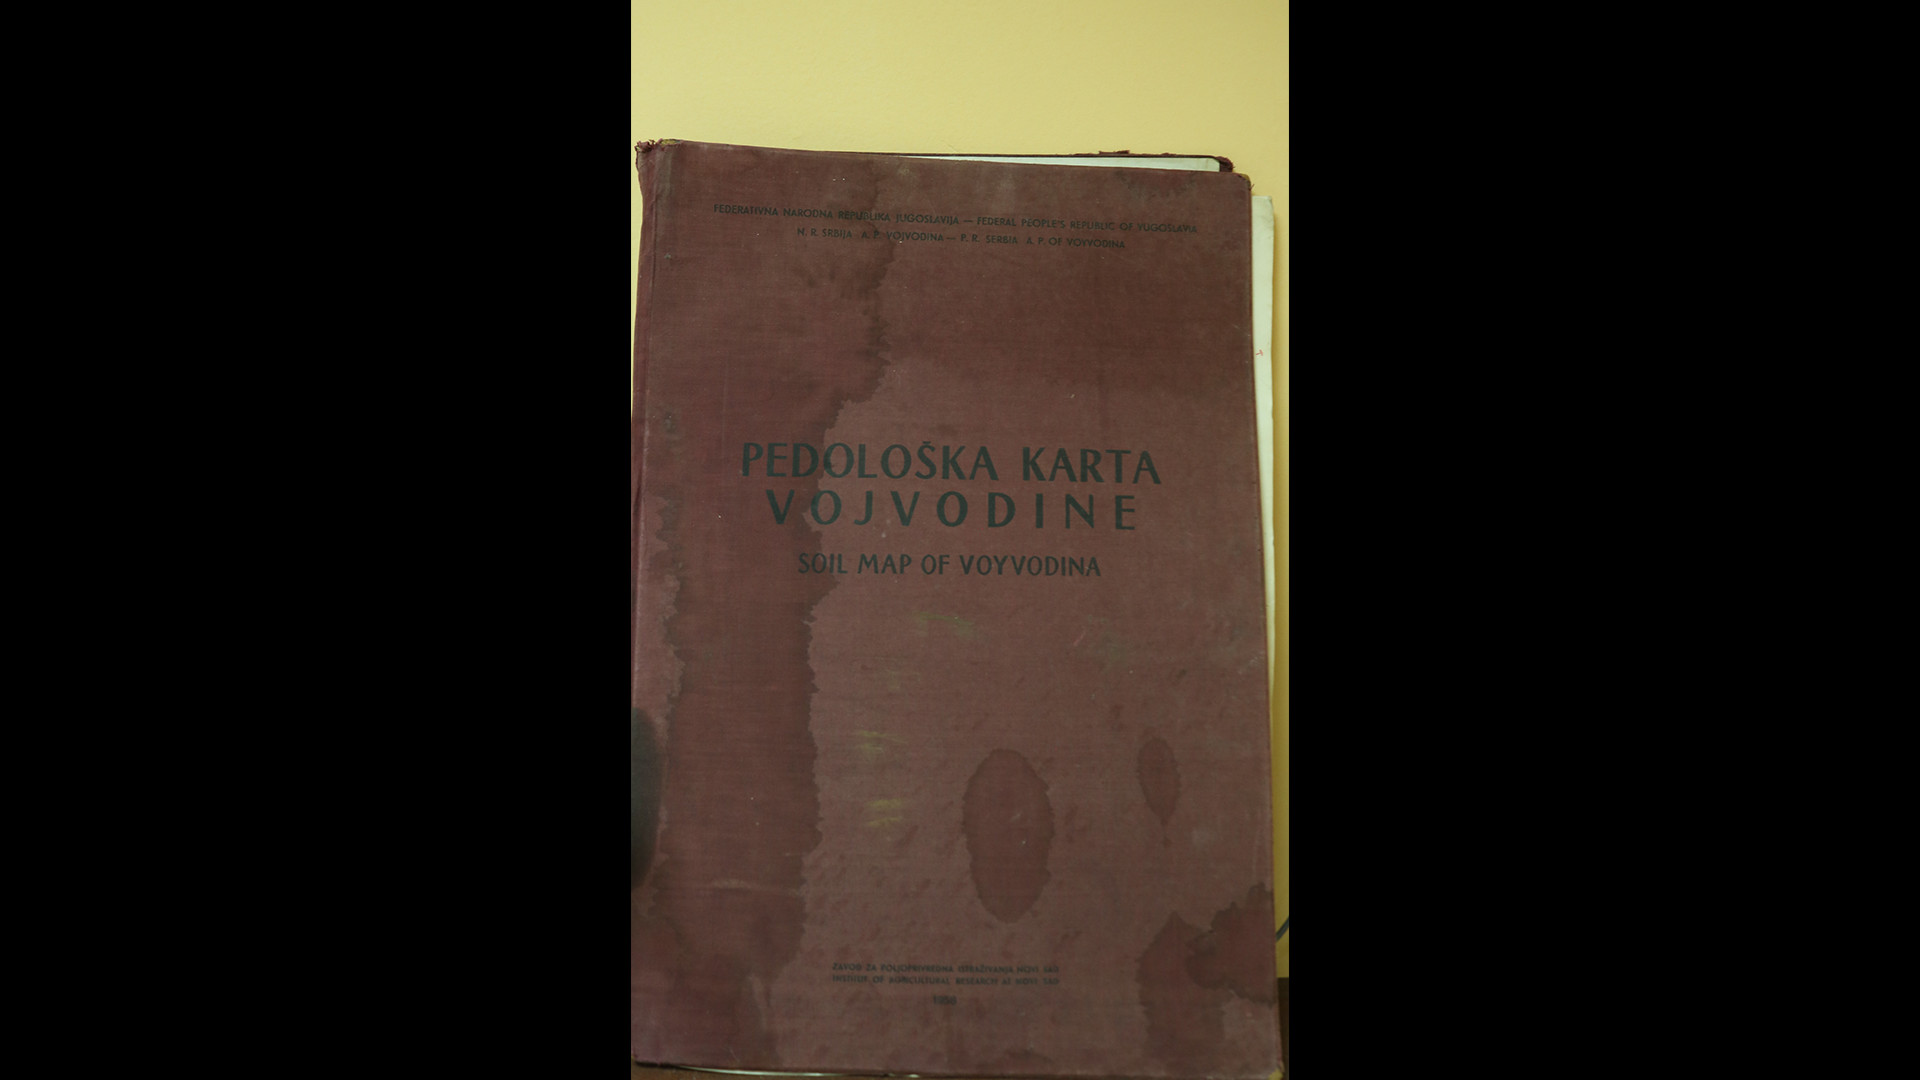 FEDERATIVNA NARODNA REPUBLIKA JUGOSLAVIJA — FEDERAL PEOPLE'S REPUBLIC OF YUGOSLAVIA
N. R. SRBIJA A. P. VOJVODINA — P. R. SERBIA A. P. OF VOYVODINA
PEDOLOŠKA KARTA
VOJVODINE
SOIL MAP OF VOYVODINA
ZAVOD ZA POLJOPRIVREDNA ISTRAŽIVANJA NOVI SAD
OF AGRICULTURAL RESEARCH AT NOVI SAD